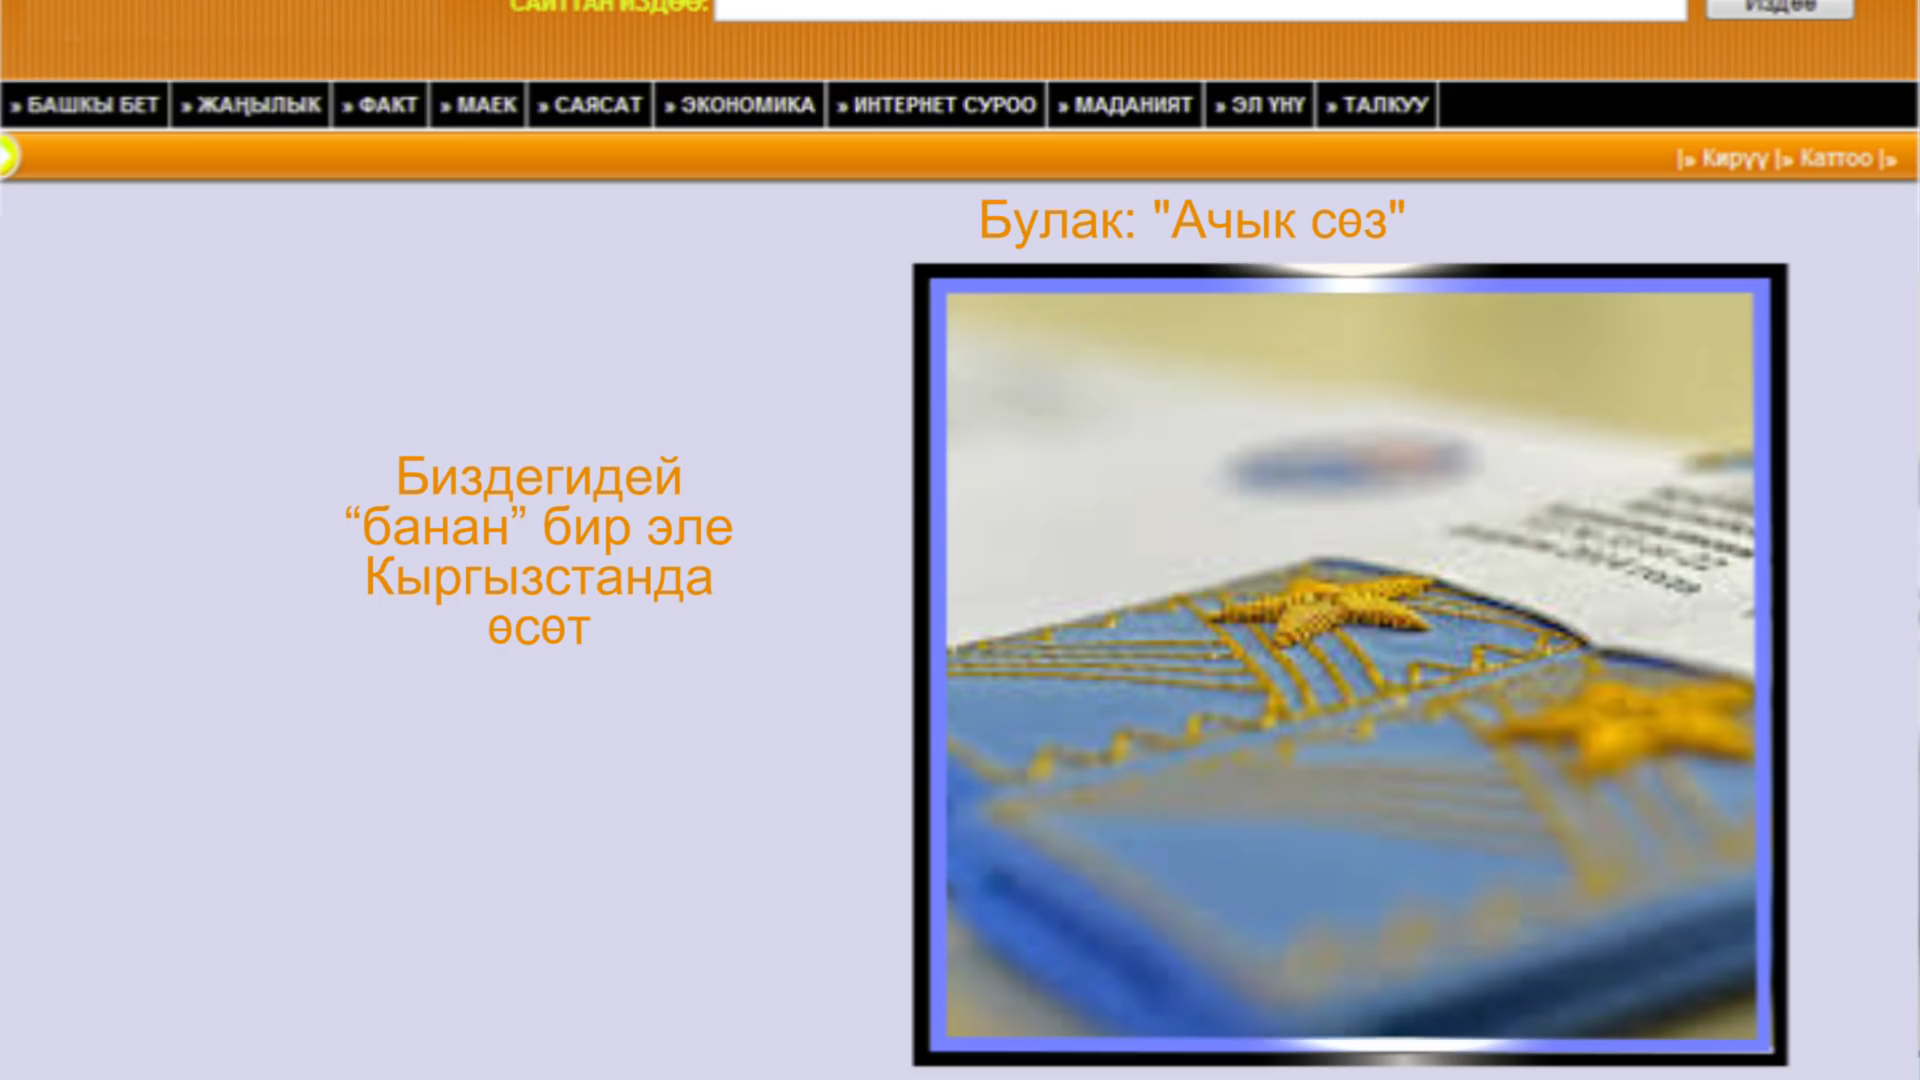 САЙТТАН ИЗДӨӨ:
Издөө
» БАШКЫ БЕТ » ЖАҢЫЛЫК » ФАКТ » МАЕК » САЯСАТ » ЭКОНОМИКА » ИНТЕРНЕТ СУРОО » МАДАНИЯТ » ЭЛ ҮНҮ » ТАЛКУУ
|» Кирүү |» Каттоо |»
Булак: "Ачык сөз"
Биздегидей
“банан” бир эле
Кыргызстанда
өсөт